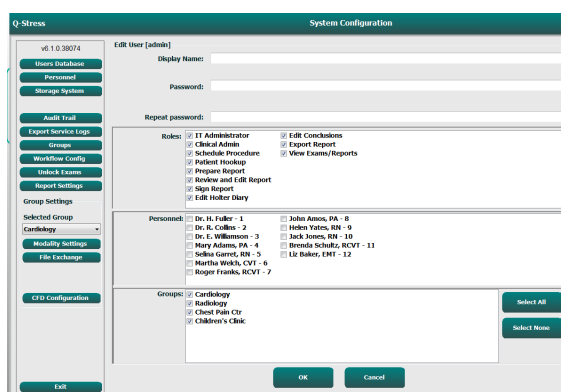 Q-Stress System Configuration
v6.1.0.38074
Users Database
Personnel
Storage System
Audit Trail
Export Service Logs
Groups
Workflow Config
Unlock Exams
Report Settings
Group Settings
Selected Group
Cardiology
Modality Settings
File Exchange
CFD Configuration
Exit
Edit User [admin]
Display Name:
Password:
Repeat password:
Roles:
IT Administrator
Clinical Admin
Schedule Procedure
Patient Hookup
Prepare Report
Review and Edit Report
Sign Report
Edit Holter Diary
Edit Conclusions
Export Report
View Exams/Reports
Personnel:
Dr. H. Fuller - 1
Dr. R. Collins - 2
Dr. E. Williamson - 3
Mary Adams, PA - 4
Selina Garret, RN - 5
Martha Welch, CVT - 6
Roger Franks, RCVT - 7
John Amos, PA - 8
Helen Yates, RN - 9
Jack Jones, RN - 10
Brenda Schultz, RCVT - 11
Liz Baker, EMT - 12
Groups:
Cardiology
Radiology
Chest Pain Ctr
Children's Clinic
Select All
Select None
OK
Cancel